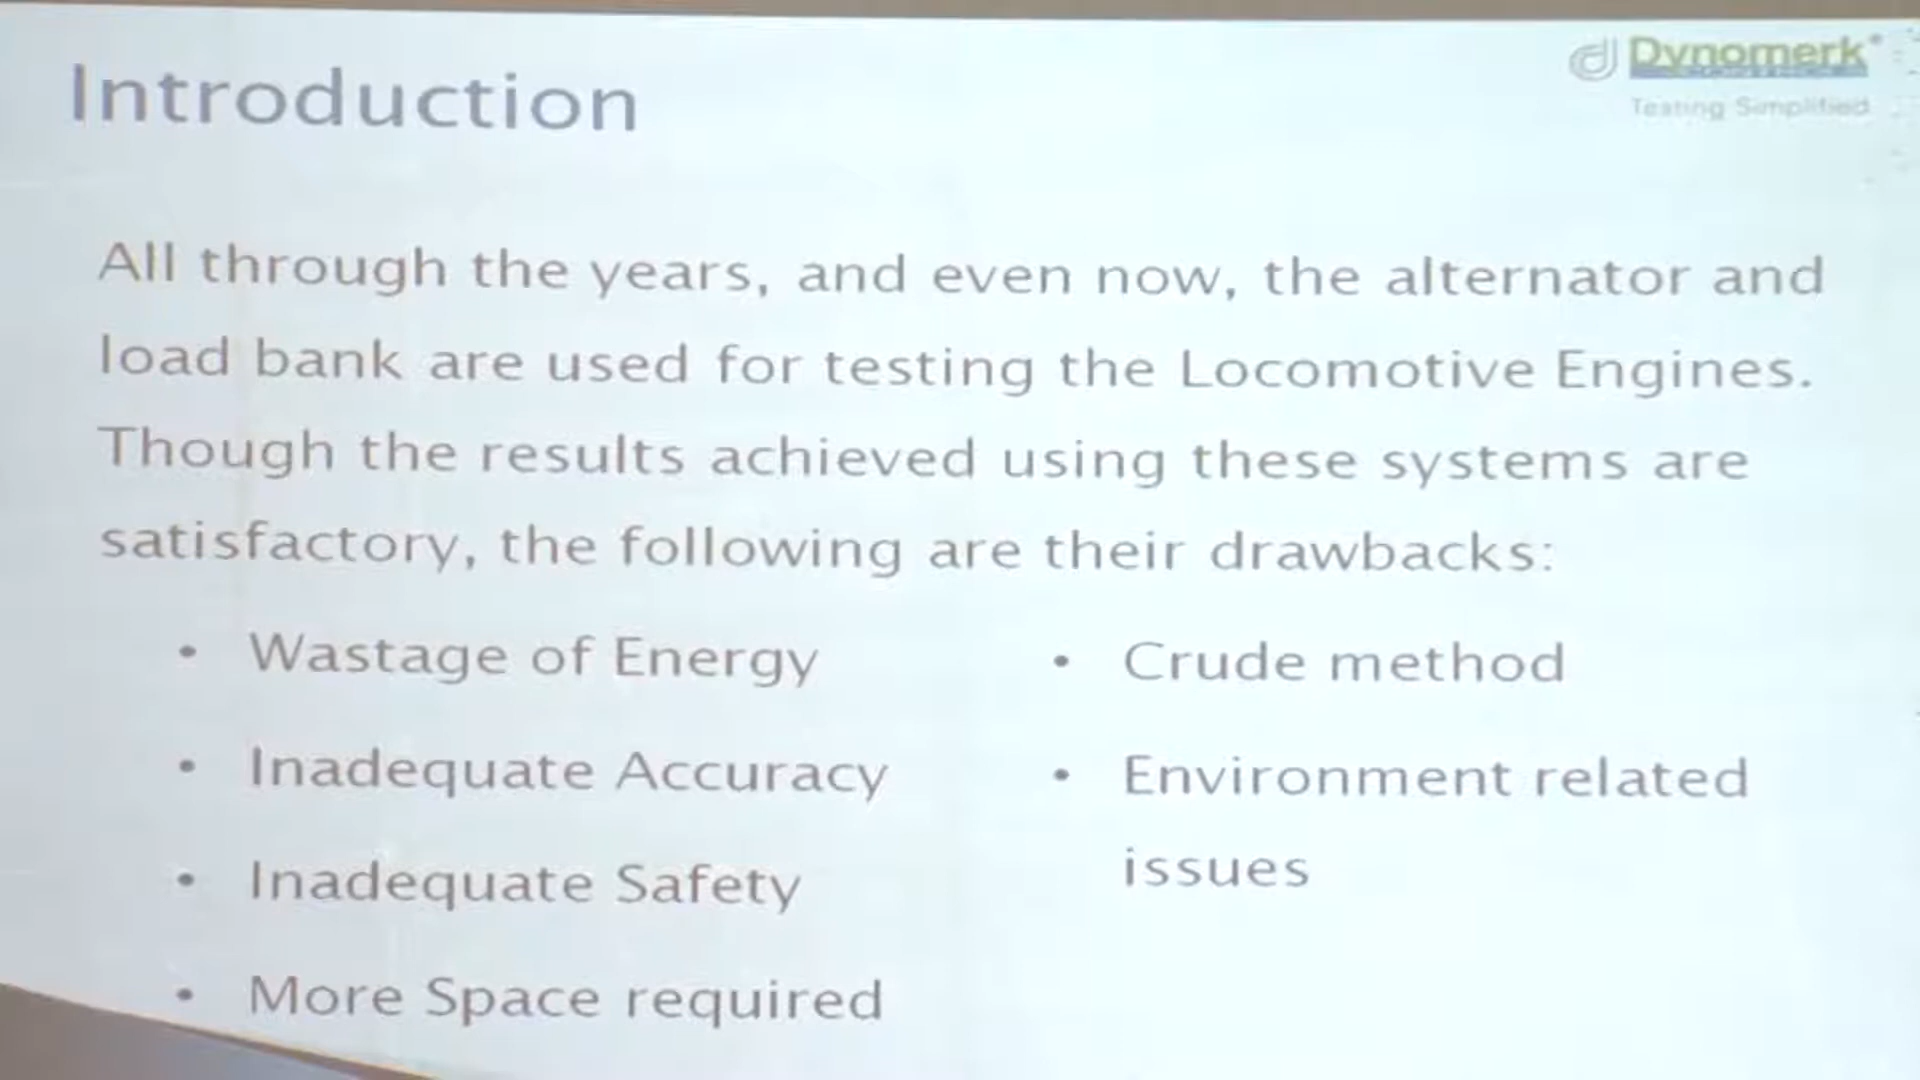 Introduction
Dynomerk
Testing Simplified
All through the years, and even now, the alternator and
load bank are used for testing the Locomotive Engines.
Though the results achieved using these systems are
satisfactory, the following are their drawbacks:
• Wastage of Energy
• Inadequate Accuracy
• Inadequate Safety
• More Space required
• Crude method
• Environment related
issues